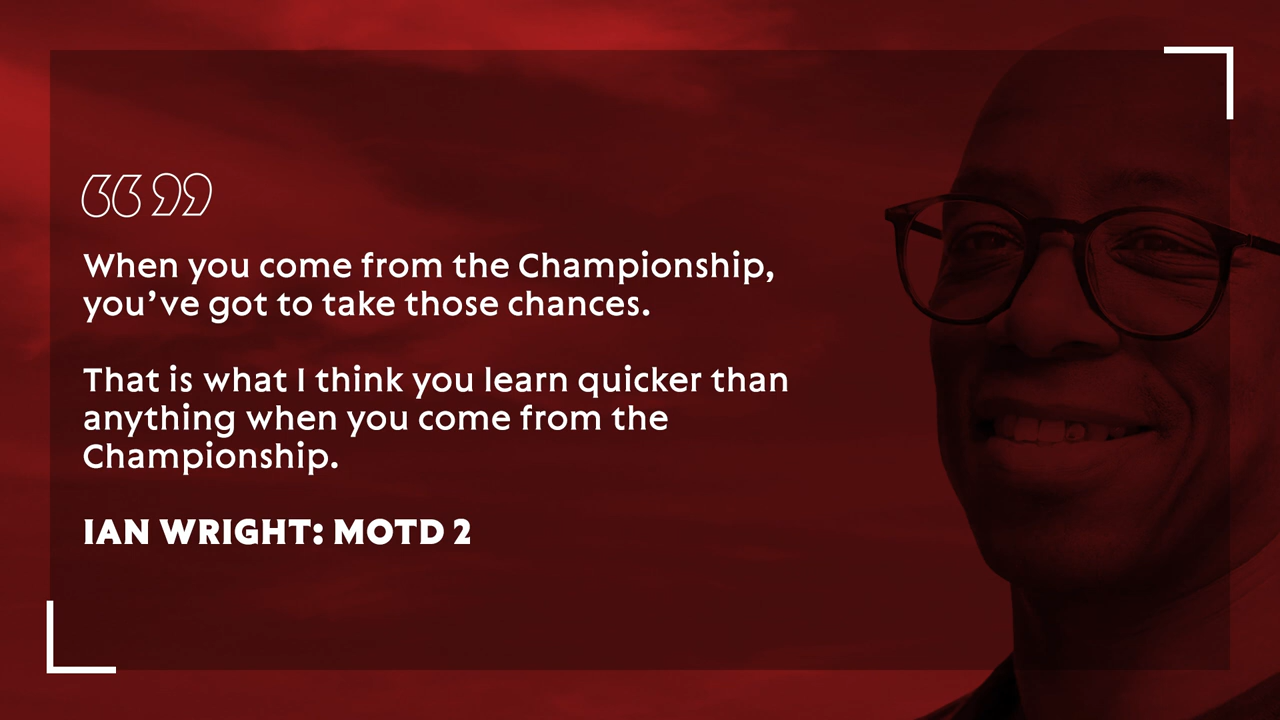 When you come from the Championship,
you’ve got to take those chances.
That is what I think you learn quicker than
anything when you come from the
Championship.
IAN WRIGHT: MOTD 2